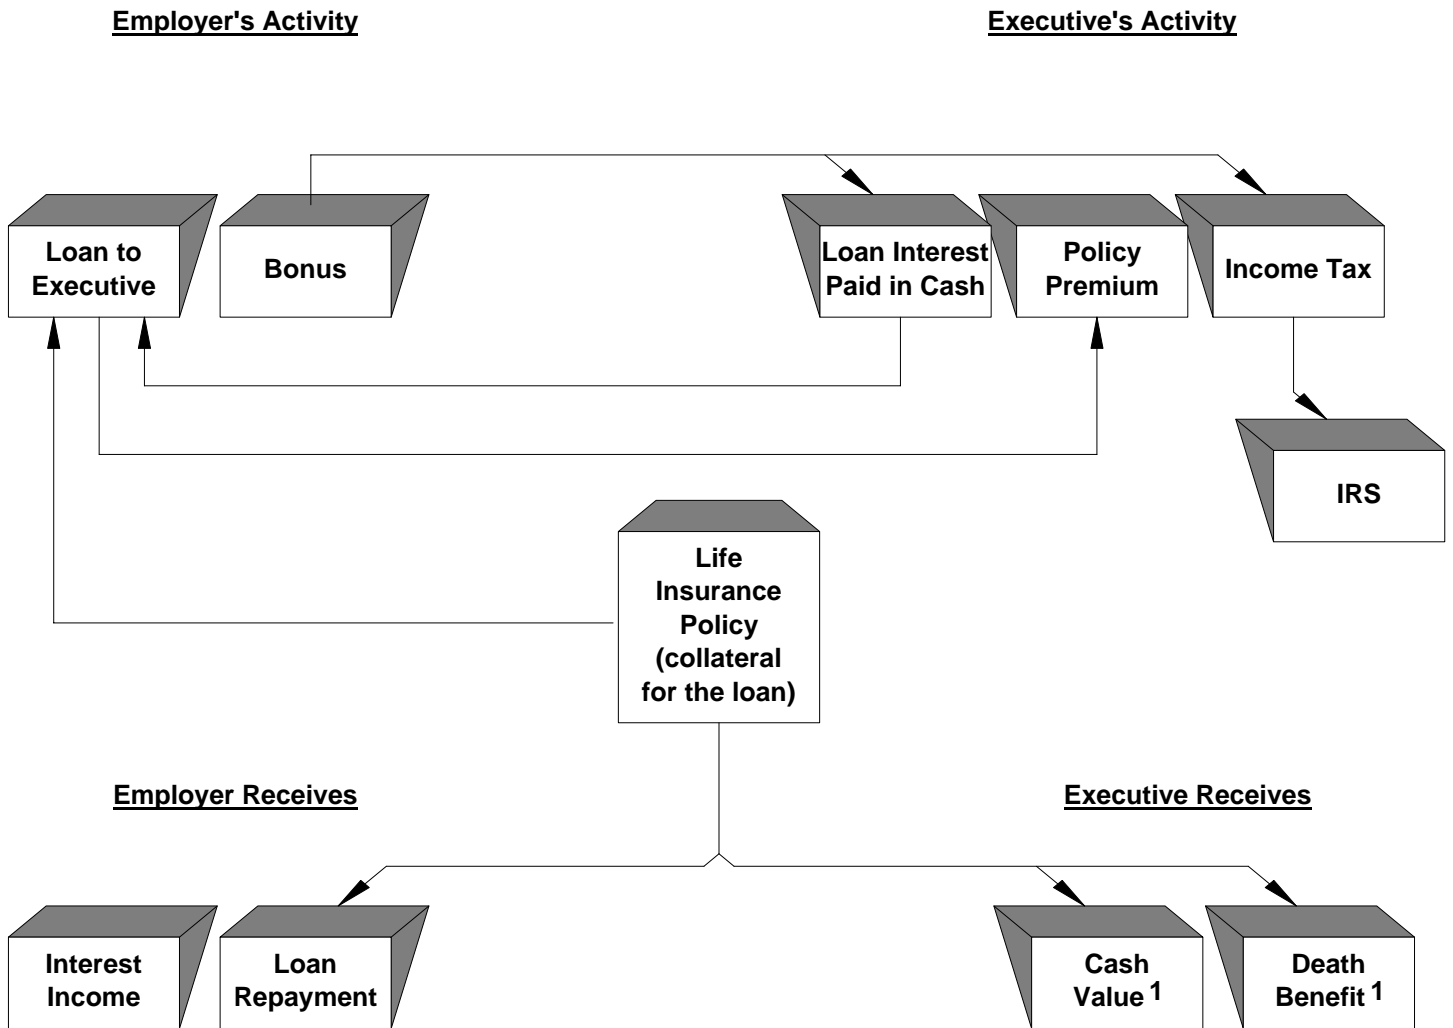 Employer's Activity
Executive's Activity
Loan to
Executive
Bonus
Loan Interest
Paid in Cash
Policy
Premium
Income Tax
IRS
Life
Insurance
Policy
(collateral
for the loan)
Employer Receives
Executive Receives
Interest
Income
Loan
Repayment
Cash
Value 1
Death
Benefit 1